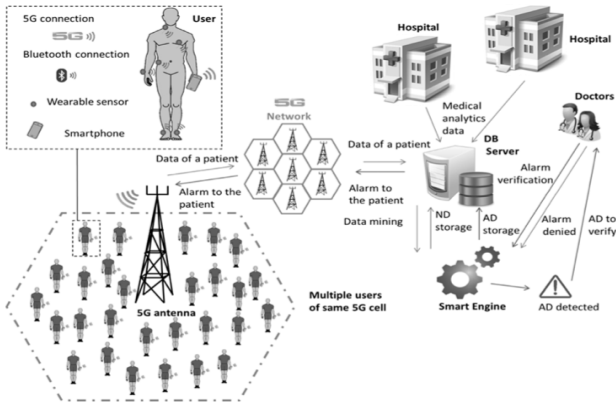 5G connection
User
5G
Bluetooth connection
Wearable sensor
Smartphone
Hospital
Hospital
Doctors
Medical
analytics
data
5G
Network
Data of a patient
Data of a patient
DB
Server
Alarm
verification
Alarm to the
patient
Alarm to
the patient
Data mining
ND
storage
AD
storage
Alarm
denied
AD to
verify
5G antenna
Multiple users
of same 5G cell
Smart Engine
AD detected